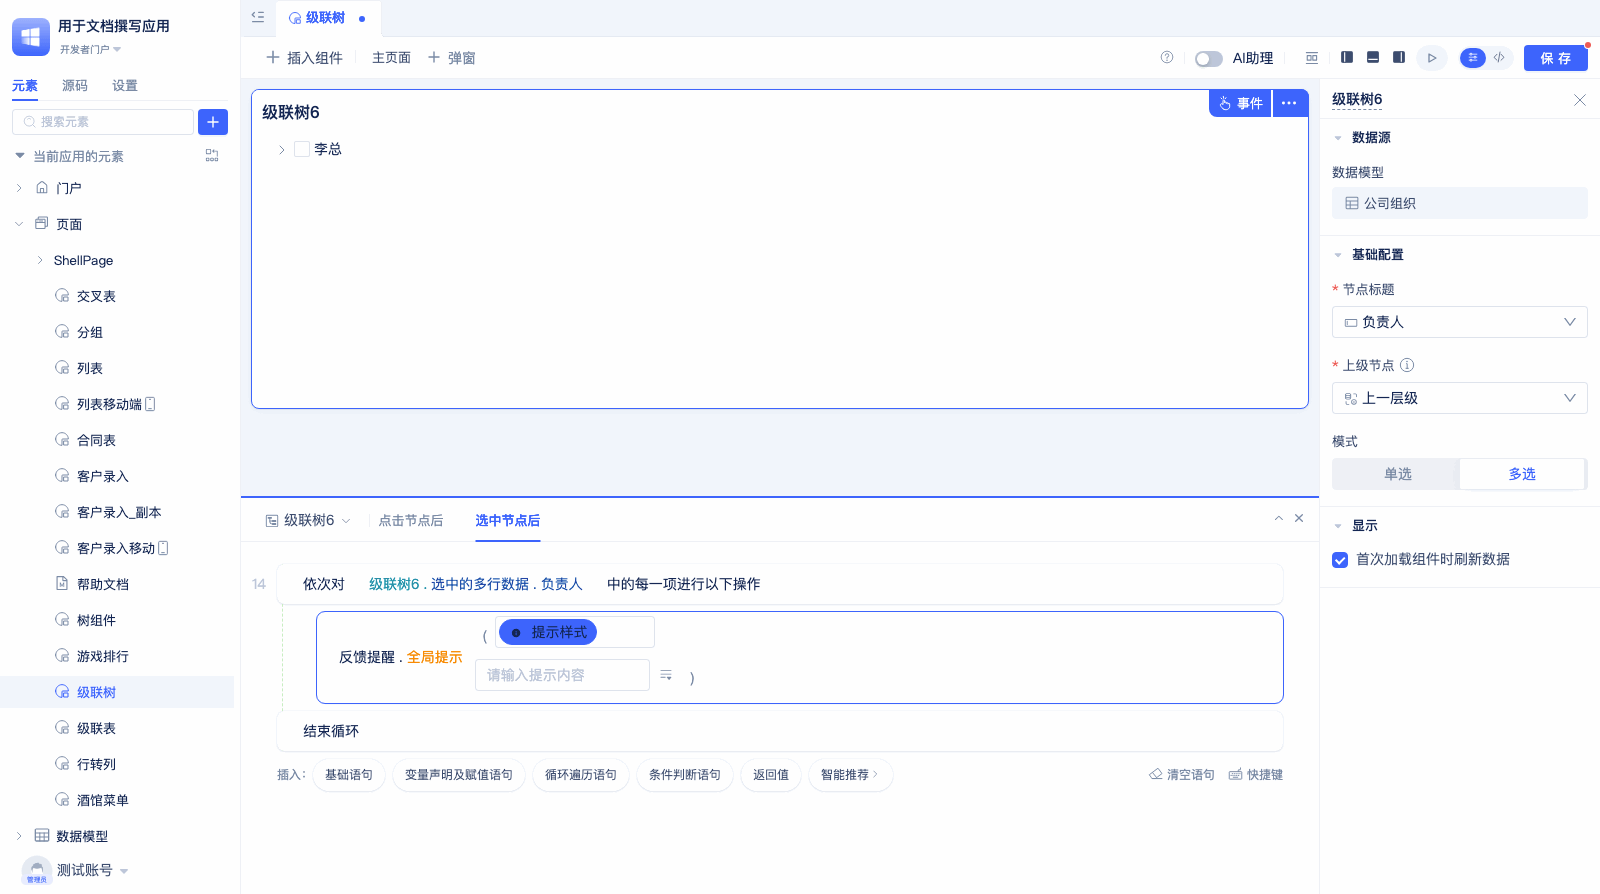 用于文档撰写应用
开发者门户
元素 源码 设置
搜索元素
当前应用的元素
门户
页面
ShellPage
交叉表
分组
列表
列表移动端
合同表
客户录入
客户录入_副本
客户录入移动
帮助文档
树组件
游戏排行
级联树
级联表
行转列
酒馆菜单
数据模型
测试账号
管理员
级联树
插入组件 主页面 弹窗
AI助理
保存
级联树6
事件
李总
级联树6 点击节点后 选中节点后
14 依次对 级联树6 . 选中的多行数据 . 负责人 中的每一项进行以下操作
反馈提醒 . 全局提示 ( 提示样式
请输入提示内容 )
结束循环
插入: 基础语句 变量声明及赋值语句 循环遍历语句 条件判断语句 返回值 智能推荐 清空语句 快捷键
级联树6
数据源
数据模型
公司组织
基础配置
* 节点标题
负责人
* 上级节点
上一层级
模式
单选 多选
显示
首次加载组件时刷新数据